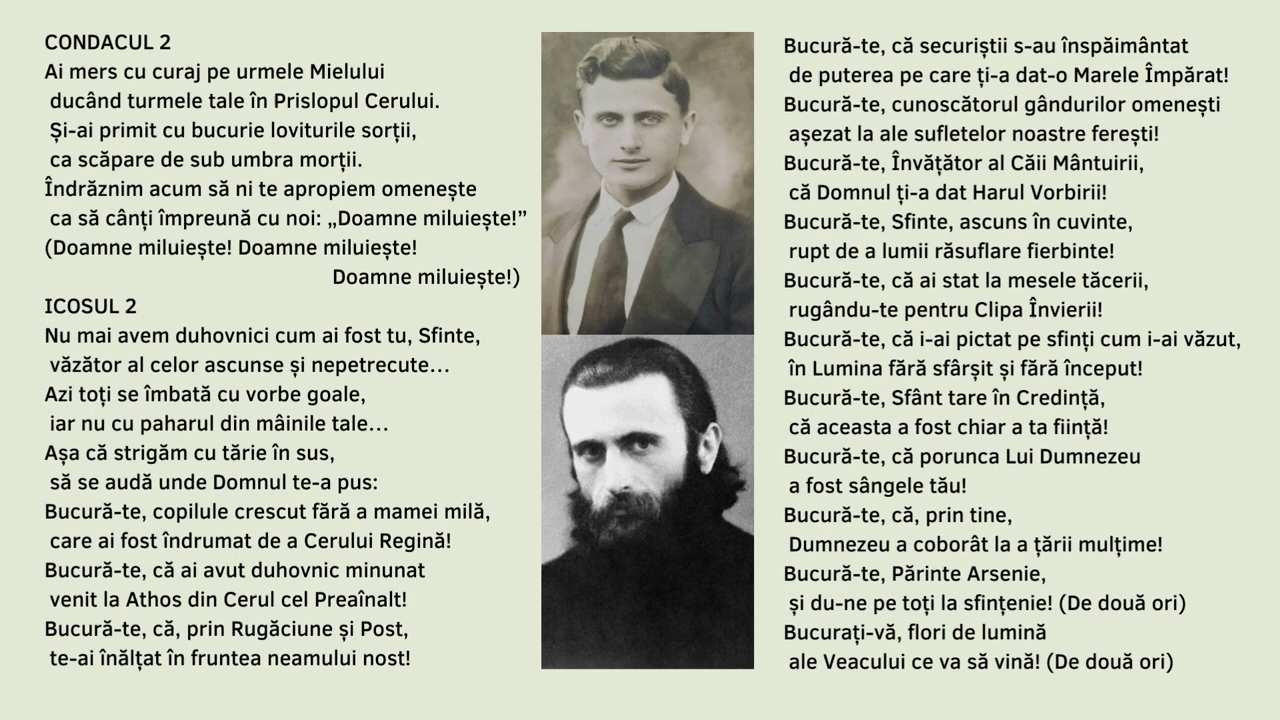 CONDACUL 2
Ai mers cu curaj pe urmele Mielului
ducând turmele tale în Prislopul Cerului.
Și-ai primit cu bucurie loviturile sorții,
ca scăpare de sub umbra morții.
Îndrăznim acum să ni te apropiem omenește
ca să cânți împreună cu noi: „Doamne miluiește!”
(Doamne miluiește! Doamne miluiește!
Doamne miluiește!)
ICOSUL 2
Nu mai avem duhovnici cum ai fost tu, Sfinte,
văzător al celor ascunse și nepetrecute...
Azi toți se îmbată cu vorbe goale,
iar nu cu paharul din mâinile tale...
Așa că strigăm cu tărie în sus,
să se audă unde Domnul te-a pus:
Bucură-te, copilule crescut fără a mamei milă,
care ai fost îndrumat de a Cerului Regină!
Bucură-te, că ai avut duhovnic minunat
venit la Athos din Cerul cel Preaînalt!
Bucură-te, că, prin Rugăciune și Post,
te-ai înălțat în fruntea neamului nost!
Bucură-te, că securiștii s-au înspăimântat
de puterea pe care ți-a dat-o Marele Împărat!
Bucură-te, cunoscătorul gândurilor omenești
așezat la ale sufletelor noastre ferești!
Bucură-te, Învățător al Căii Mântuirii,
că Domnul ți-a dat Harul Vorbirii!
Bucură-te, Sfinte, ascuns în cuvinte,
rupt de a lumii răsuflare fierbinte!
Bucură-te, că ai stat la mesele tăcerii,
rugându-te pentru Clipa Învierii!
Bucură-te, că i-ai pictat pe sfinți cum i-ai văzut,
în Lumina fără sfârșit și fără început!
Bucură-te, Sfânt tare în Credință,
că aceasta a fost chiar a ta ființă!
Bucură-te, că porunca Lui Dumnezeu
a fost sângele tău!
Bucură-te, că, prin tine,
Dumnezeu a coborât la a țării mulțime!
Bucură-te, Părinte Arsenie,
și du-ne pe toți la sfințenie! (De două ori)
Bucurați-vă, flori de lumină
ale Veacului ce va să vină! (De două ori)